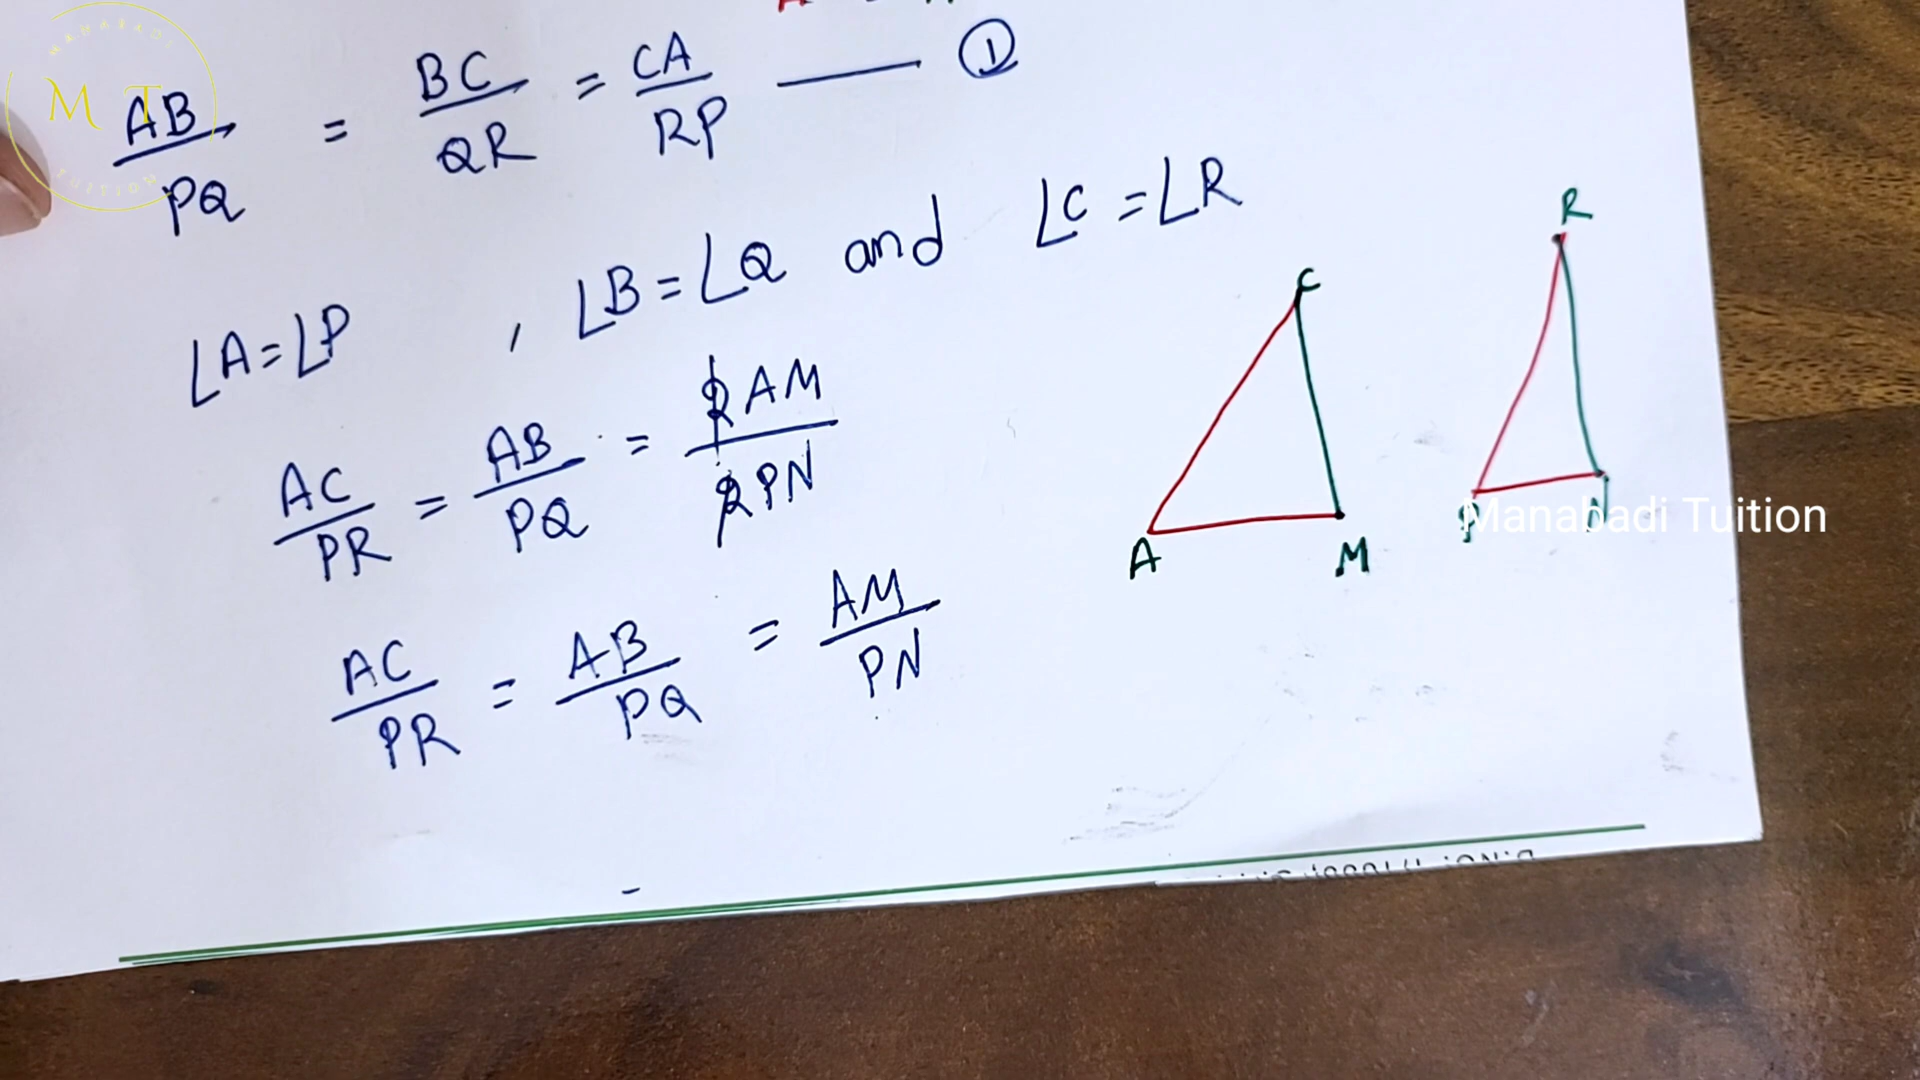 AB/PQ = BC/QR = CA/RP —— ①
∠A=∠P , ∠B=∠Q and ∠C=∠R
AC/PR = AB/PQ = 2AM/2PN
AC/PR = AB/PQ = AM/PN
R
C
A
M
P
N
M T
Manabadi Tuition